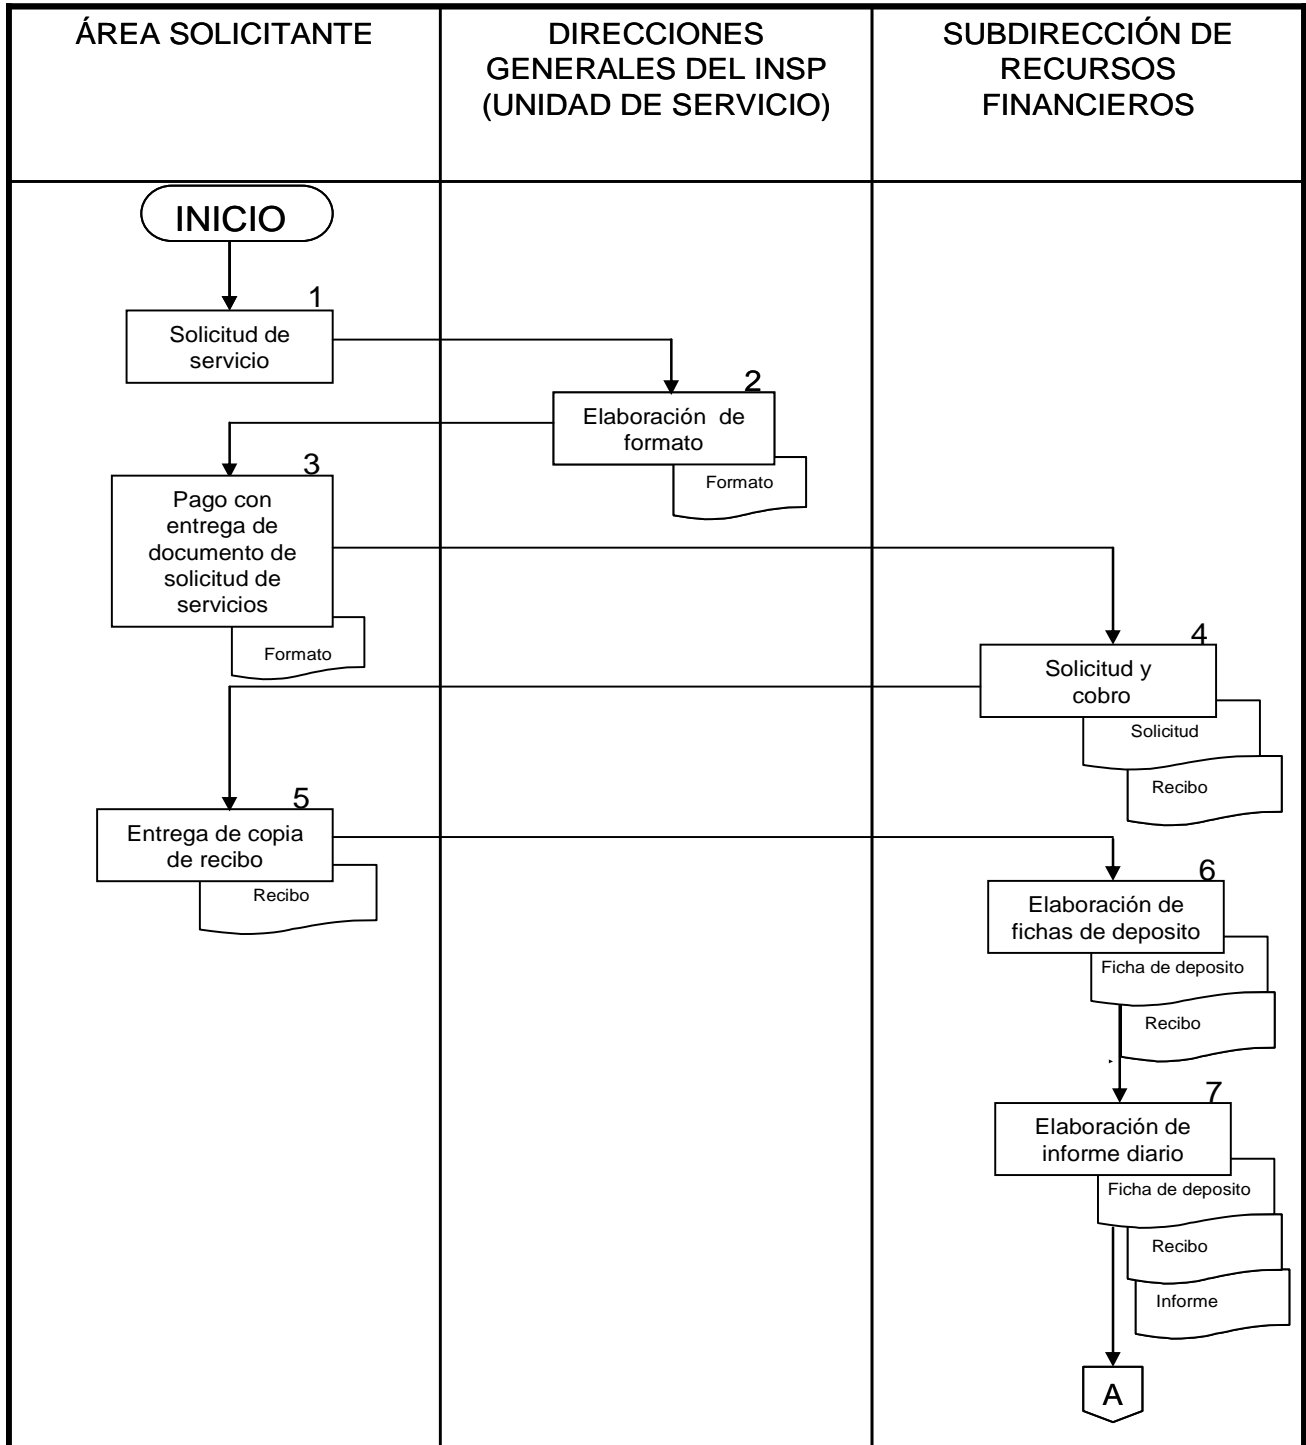 ÁREA SOLICITANTE
DIRECCIONES
GENERALES DEL INSP
(UNIDAD DE SERVICIO)
SUBDIRECCIÓN DE
RECURSOS
FINANCIEROS
INICIO
1
Solicitud de
servicio
2
Elaboración de
formato
Formato
3
Pago con
entrega de
documento de
solicitud de
servicios
Formato
4
Solicitud y
cobro
Solicitud
Recibo
5
Entrega de copia
de recibo
Recibo
6
Elaboración de
fichas de deposito
Ficha de deposito
Recibo
7
Elaboración de
informe diario
Ficha de deposito
Recibo
Informe
A